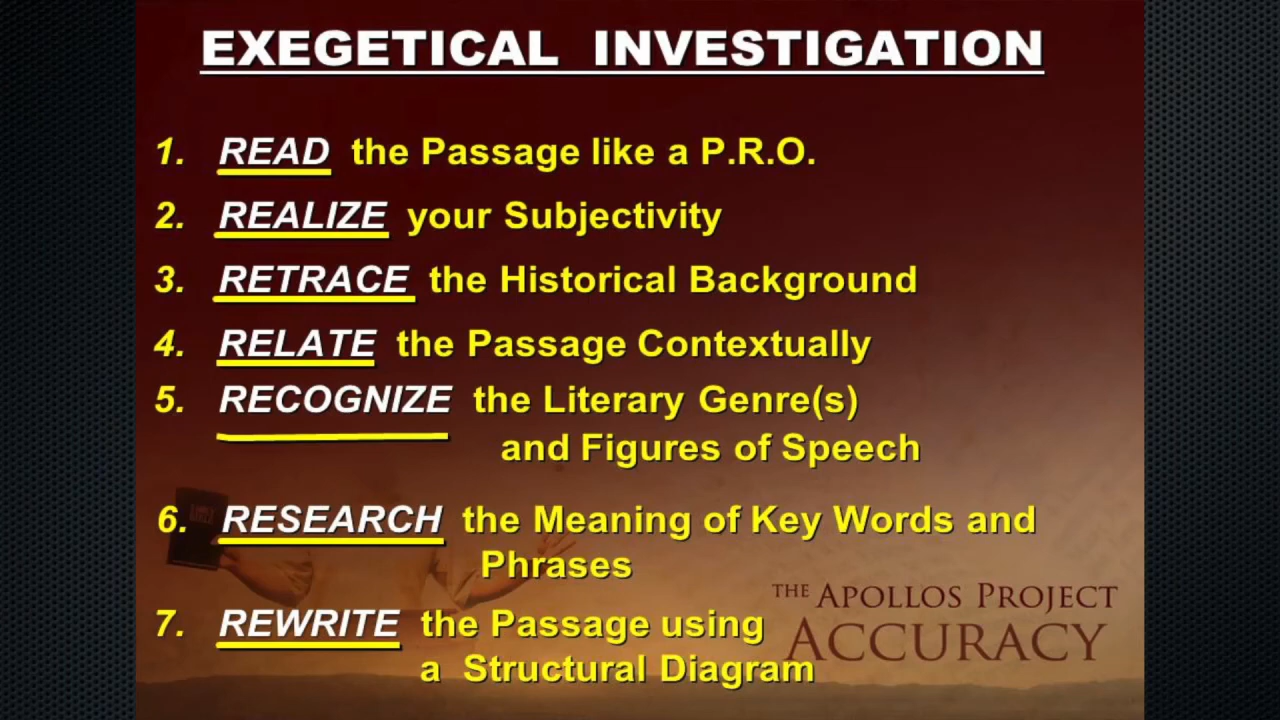 EXEGETICAL INVESTIGATION
1. READ the Passage like a P.R.O.
2. REALIZE your Subjectivity
3. RETRACE the Historical Background
4. RELATE the Passage Contextually
5. RECOGNIZE the Literary Genre(s)
and Figures of Speech
6. RESEARCH the Meaning of Key Words and
Phrases
7. REWRITE the Passage using
a Structural Diagram
THE APOLLOS PROJECT
ACCURACY